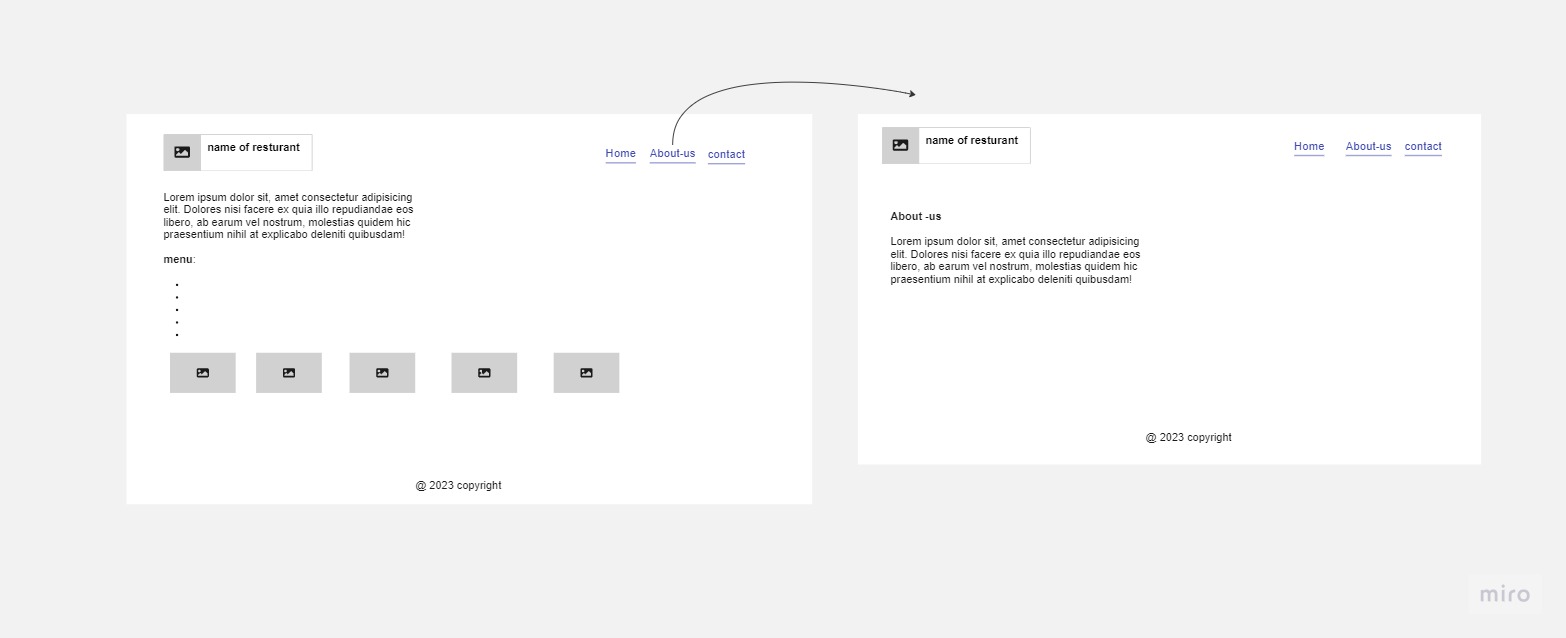 name of resturant
Home About-us contact
Lorem ipsum dolor sit, amet consectetur adipisicing
elit. Dolores nisi facere ex quia illo repudiandae eos
libero, ab earum vel nostrum, molestias quidem hic
praesentium nihil at explicabo deleniti quibusdam!
menu:
@ 2023 copyright
name of resturant
Home About-us contact
About -us
Lorem ipsum dolor sit, amet consectetur adipisicing
elit. Dolores nisi facere ex quia illo repudiandae eos
libero, ab earum vel nostrum, molestias quidem hic
praesentium nihil at explicabo deleniti quibusdam!
@ 2023 copyright
miro